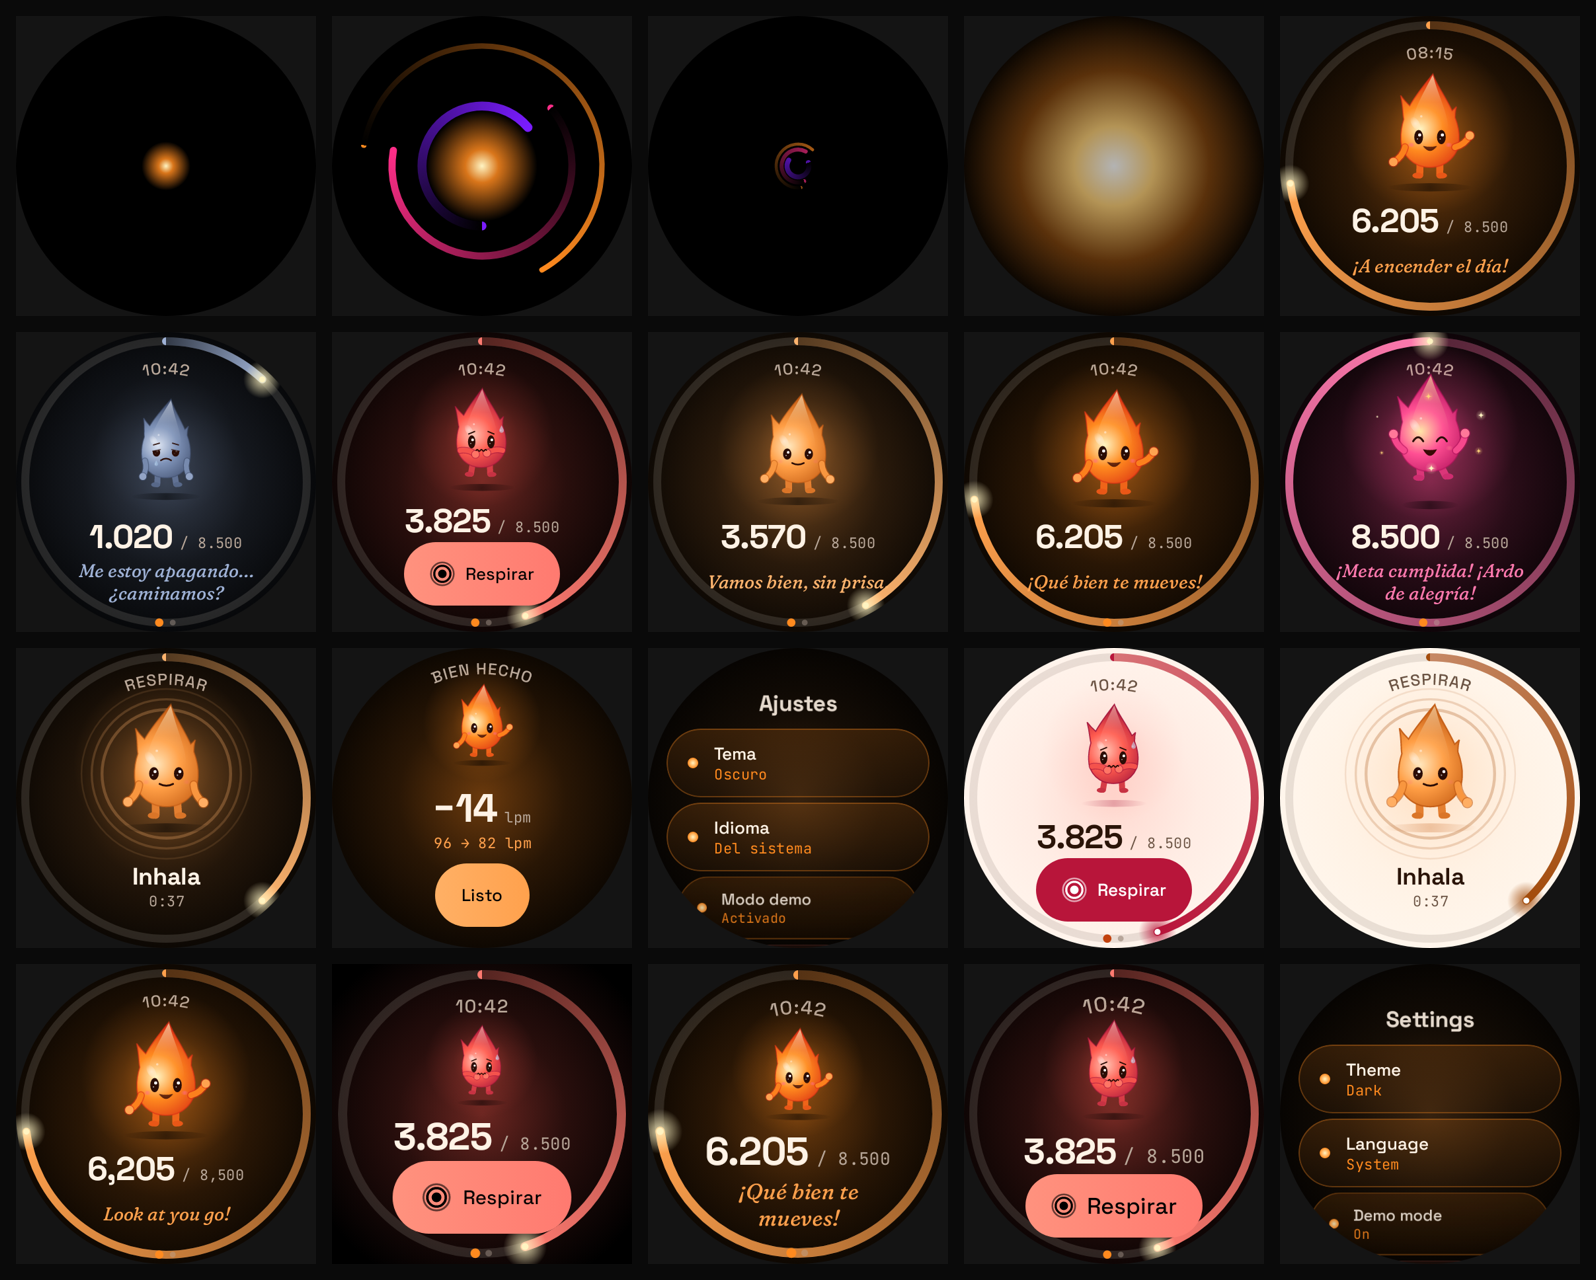 08:15
6.205 / 8.500
¡A encender el día!
10:42
1.020 / 8.500
Me estoy apagando...
¿caminamos?
10:42
3.825 / 8.500
Respirar
10:42
3.570 / 8.500
Vamos bien, sin prisa
10:42
6.205 / 8.500
¡Qué bien te mueves!
10:42
8.500 / 8.500
¡Meta cumplida! ¡Ardo
de alegría!
RESPIRAR
Inhala
0:37
BIEN HECHO
-14 lpm
96 → 82 lpm
Listo
Ajustes
Tema
Oscuro
Idioma
Del sistema
Modo demo
Activado
10:42
3.825 / 8.500
Respirar
RESPIRAR
Inhala
0:37
10:42
6,205 / 8,500
Look at you go!
10:42
3.825 / 8.500
Respirar
10:42
6.205 / 8.500
¡Qué bien te
mueves!
10:42
3.825 / 8.500
Respirar
Settings
Theme
Dark
Language
System
Demo mode
On